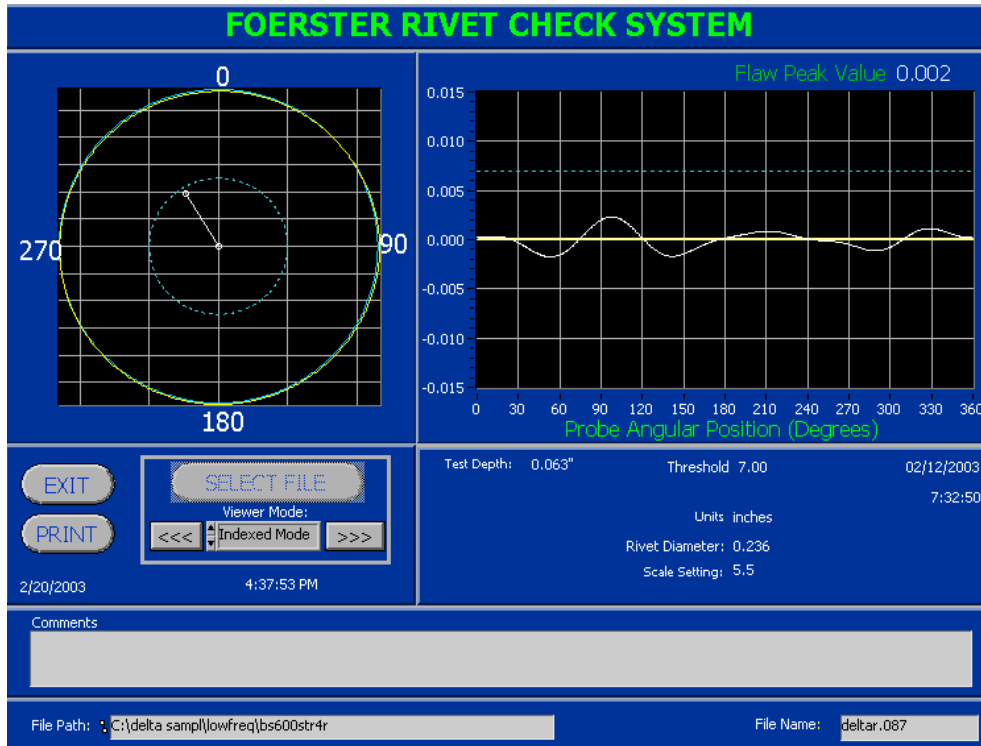 FOERSTER RIVET CHECK SYSTEM
0
270
90
180
Flaw Peak Value 0.002
0.015
0.010
0.005
0.000
-0.005
-0.010
-0.015
0 30 60 90 120 150 180 210 240 270 300 330 360
Probe Angular Position (Degrees)
EXIT
PRINT
SELECT FILE
Viewer Mode:
<<< Indexed Mode >>>
2/20/2003 4:37:53 PM
Test Depth: 0.063" Threshold 7.00 02/12/2003
7:32:50
Units inches
Rivet Diameter: 0.236
Scale Setting: 5.5
Comments
File Path: C:\delta sampl\lowfreq\bs600str4r File Name: deltar.087